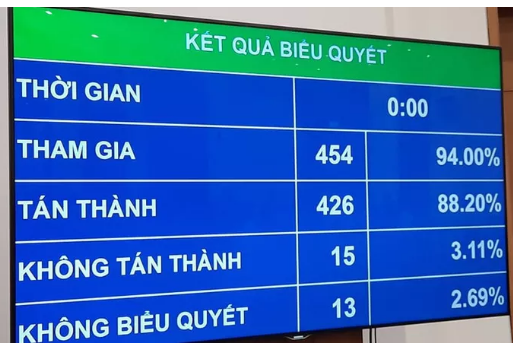 KẾT QUẢ BIỂU QUYẾT
THỜI GIAN 0:00
THAM GIA 454 94.00%
TÁN THÀNH 426 88.20%
KHÔNG TÁN THÀNH 15 3.11%
KHÔNG BIỂU QUYẾT 13 2.69%